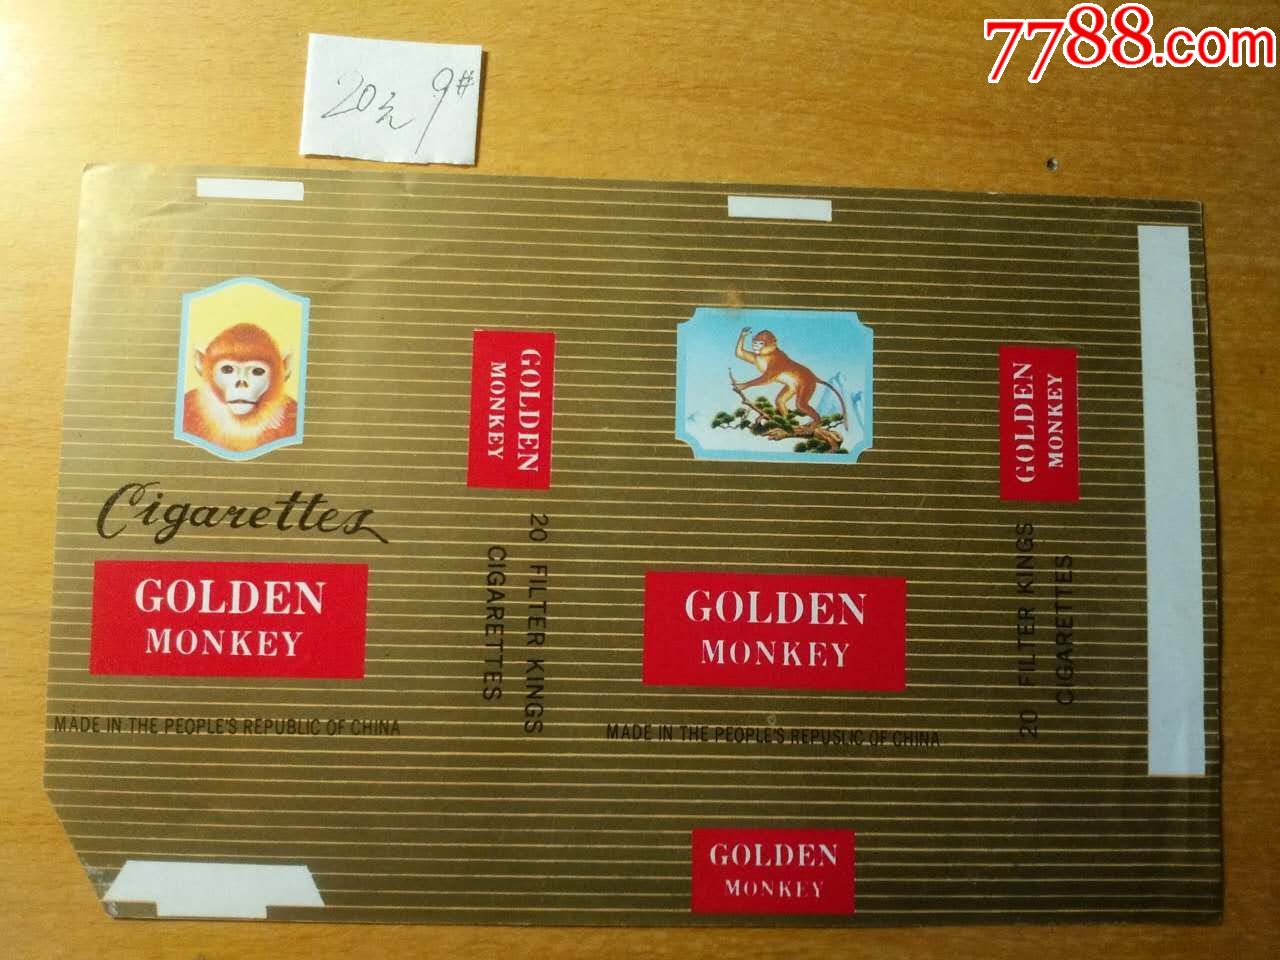 7788.com
20元 9#
Cigarettes
GOLDEN
MONKEY
MADE IN THE PEOPLE'S REPUBLIC OF CHINA
GOLDEN
MONKEY
20 FILTER KINGS
CIGARETTES
GOLDEN
MONKEY
MADE IN THE PEOPLE'S REPUSLIC OF CHINA
GOLDEN
MONKEY
20 FILTER KINGS
CIGARETTES
GOLDEN
MONKEY